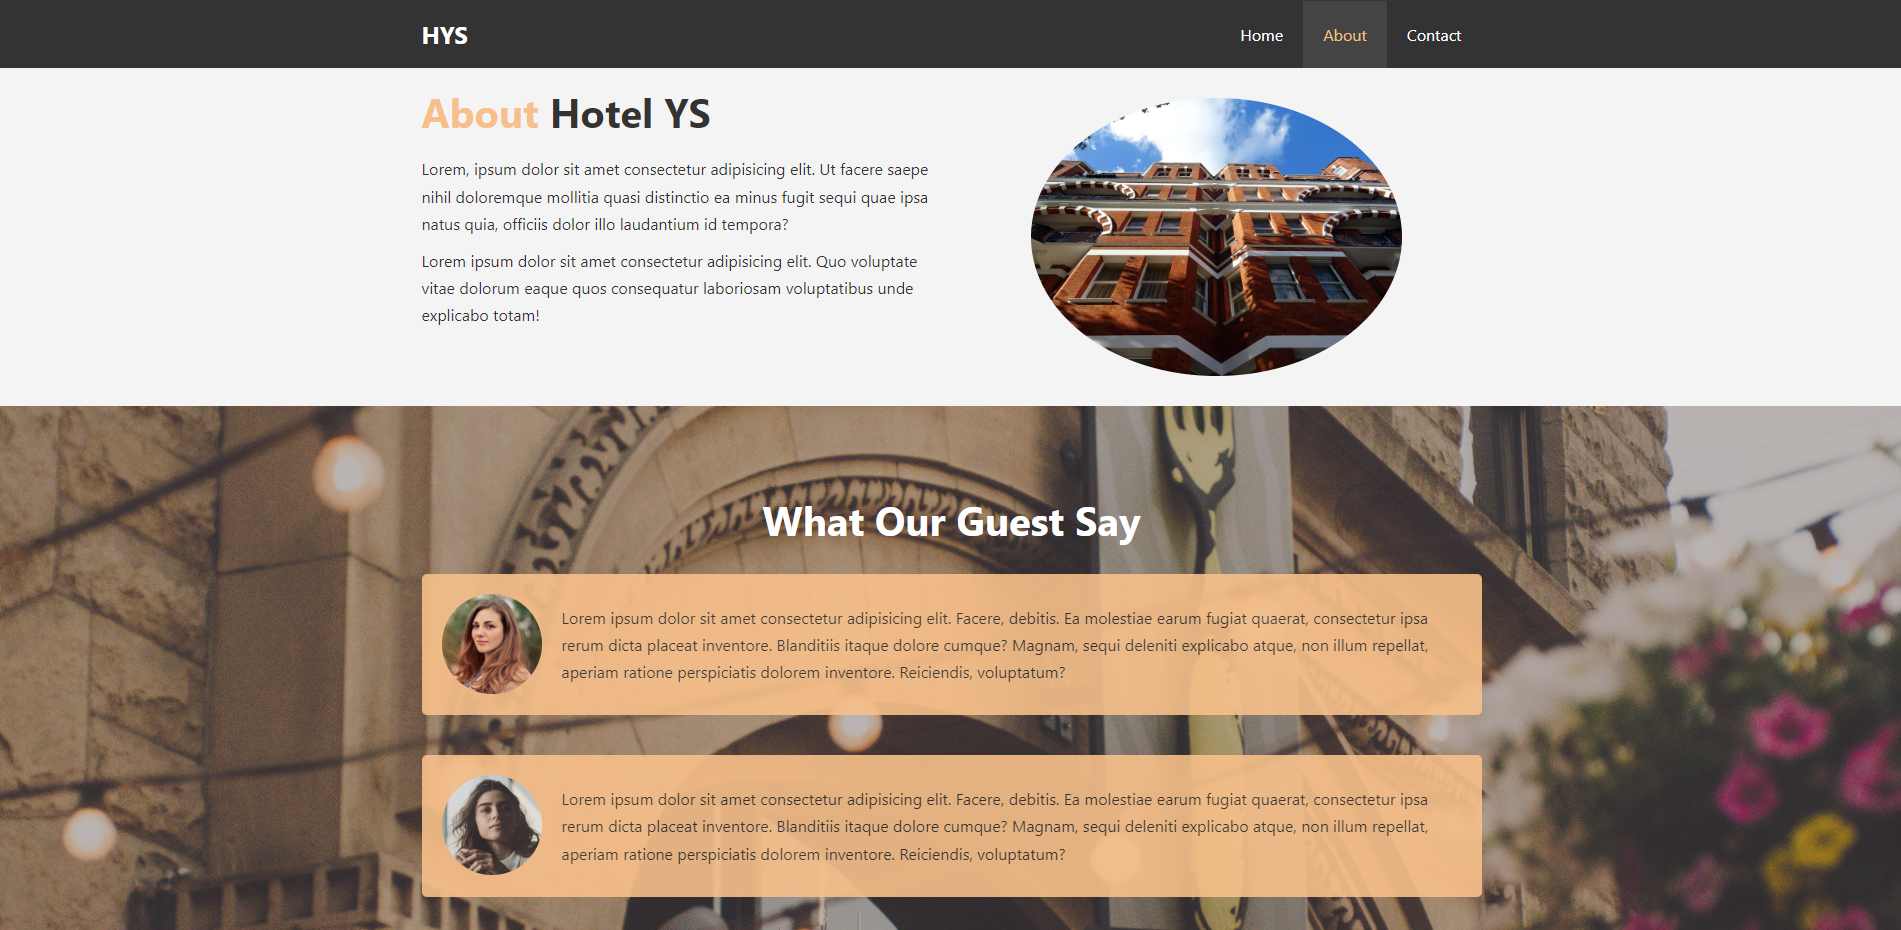 HYS
Home
About
Contact
About Hotel YS
Lorem, ipsum dolor sit amet consectetur adipisicing elit. Ut facere saepe
nihil doloremque mollitia quasi distinctio ea minus fugit sequi quae ipsa
natus quia, officiis dolor illo laudantium id tempora?
Lorem ipsum dolor sit amet consectetur adipisicing elit. Quo voluptate
vitae dolorum eaque quos consequatur laboriosam voluptatibus unde
explicabo totam!
What Our Guest Say
Lorem ipsum dolor sit amet consectetur adipisicing elit. Facere, debitis. Ea molestiae earum fugiat quaerat, consectetur ipsa
rerum dicta placeat inventore. Blanditiis itaque dolore cumque? Magnam, sequi deleniti explicabo atque, non illum repellat,
aperiam ratione perspiciatis dolorem inventore. Reiciendis, voluptatum?
Lorem ipsum dolor sit amet consectetur adipisicing elit. Facere, debitis. Ea molestiae earum fugiat quaerat, consectetur ipsa
rerum dicta placeat inventore. Blanditiis itaque dolore cumque? Magnam, sequi deleniti explicabo atque, non illum repellat,
aperiam ratione perspiciatis dolorem inventore. Reiciendis, voluptatum?